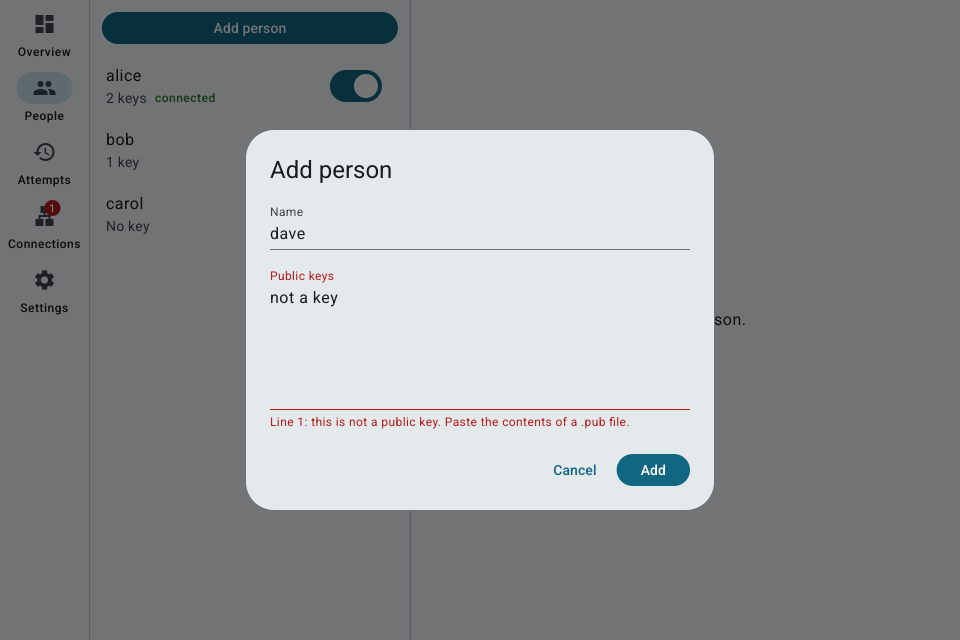 Overview
People
Attempts
1
Connections
Settings
Add person
alice
2 keys connected
bob
1 key
carol
No key
Add person
Name
dave
Public keys
not a key
Line 1: this is not a public key. Paste the contents of a .pub file.
Cancel
Add
son.